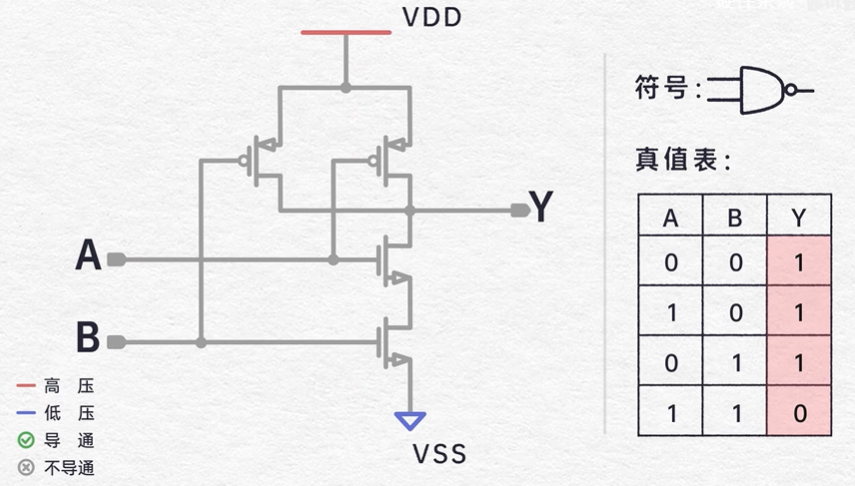 VDD
符号:
真值表:
A B Y
0 0 1
1 0 1
0 1 1
1 1 0
Y
A
B
高 压
低 压
导 通
不导通
VSS